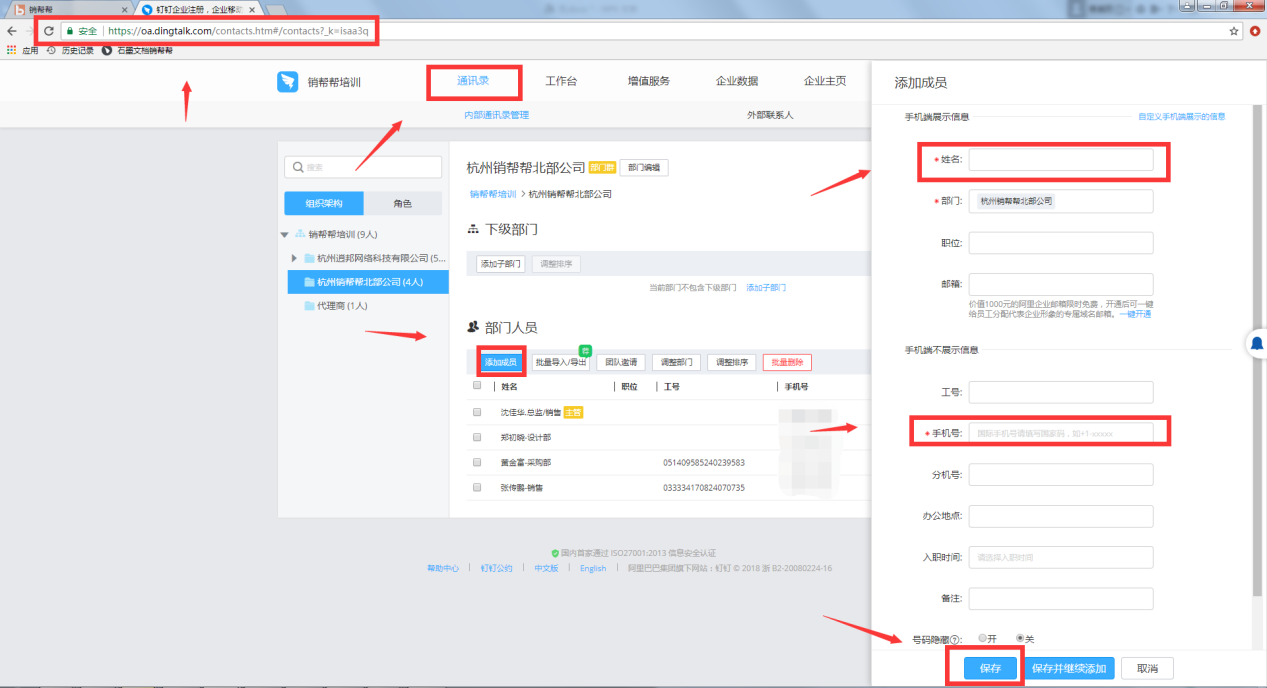 销帮帮
钉钉企业注册，企业移动
安全 https://oa.dingtalk.com/contacts.htm#/contacts?_k=isaa3q
应用 历史记录 石墨文档销帮帮
销帮帮培训 通讯录 工作台 增值服务 企业数据 企业主页
内部通讯录管理 外部联系人
搜索
组织架构 角色
销帮帮培训 (9人)
杭州逍邦网络科技有限公司 (5...
杭州销帮帮北部公司 (4人)
代理商 (1人)
杭州销帮帮北部公司 部门群 部门编辑
销帮帮培训 > 杭州销帮帮北部公司
下级部门
添加子部门 调整排序
当前部门不包含下级部门 添加子部门
部门人员
添加成员 批量导入/导出 荐 团队邀请 调整部门 调整排序 批量删除
姓名 职位 工号 手机号
沈佳华.总监/销售 主管
郑初晓-设计部
黄金富-采购部 051409585240239583
张传鹏-销售 033334170824070735
国内首家通过 ISO27001:2013 信息安全认证
帮助中心 | 钉钉公约 | 中文版 | English | 阿里巴巴集团旗下网站：钉钉 © 2018 浙 B2-20080224-16
添加成员
手机端展示信息 自定义手机端展示的信息
*姓名:
*部门: 杭州销帮帮北部公司
职位:
邮箱:
价值1000元的阿里企业邮箱限时免费，开通后可一键
给员工分配代表企业形象的专属域名邮箱。一键开通
手机端不展示信息
工号:
*手机号: 国际手机号请填写国家码，如+1-xxxxx
分机号:
办公地点:
入职时间: 请选择入职时间
备注:
号码隐藏?: 开 关
保存 保存并继续添加 取消